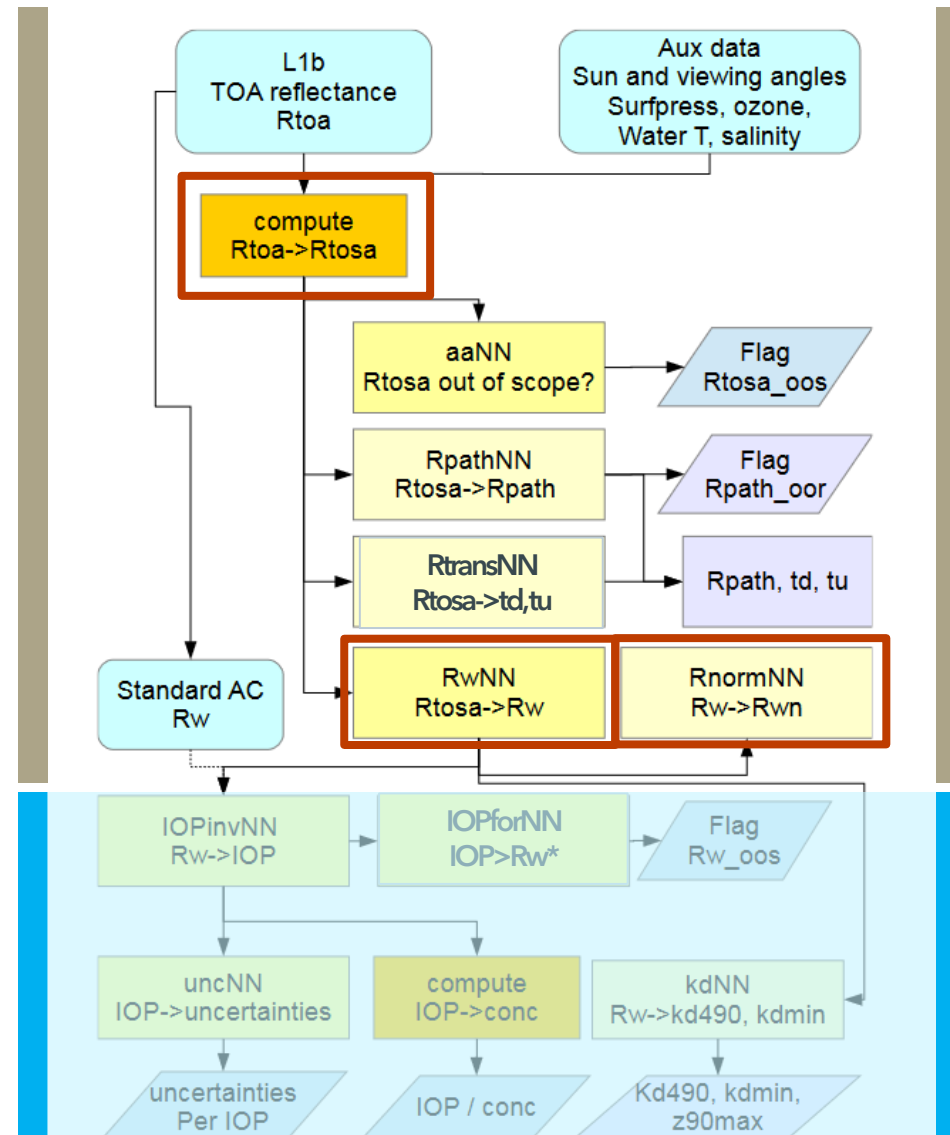 L1b
TOA reflectance
Rtoa
Aux data
Sun and viewing angles
Surfpress, ozone,
Water T, salinity
compute
Rtoa->Rtosa
aaNN
Rtosa out of scope?
Flag
Rtosa_oos
RpathNN
Rtosa->Rpath
Flag
Rpath_oor
RtransNN
Rtosa->td,tu
Rpath, td, tu
Standard AC
Rw
RwNN
Rtosa->Rw
RnormNN
Rw->Rwn
IOPinvNN
Rw->IOP
IOPforNN
IOP>Rw*
Flag
Rw_oos
uncNN
IOP->uncertainties
compute
IOP->conc
kdNN
Rw->kd490, kdmin
uncertainties
Per IOP
IOP / conc
Kd490, kdmin,
z90max